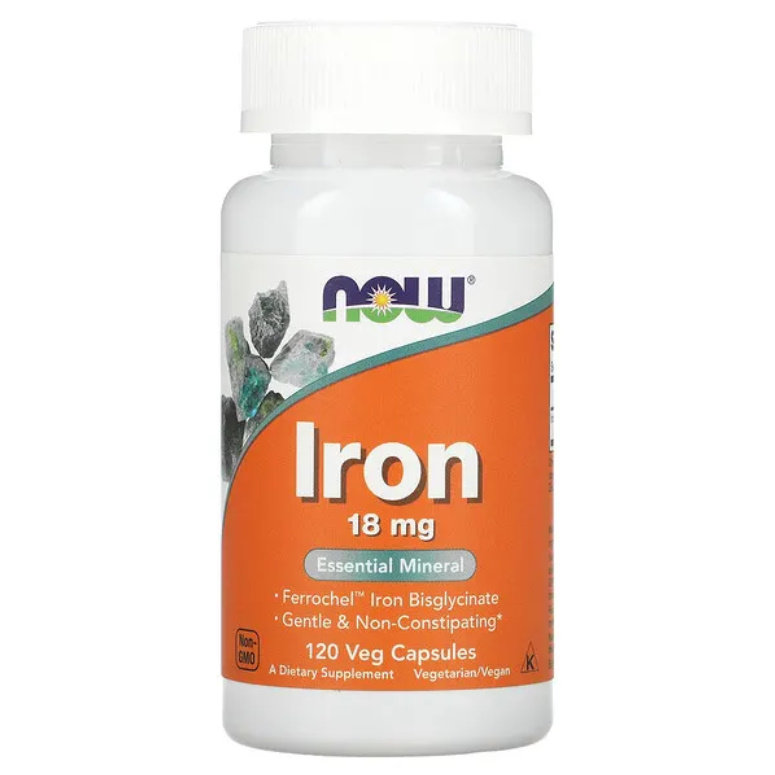 NOW®
Iron
18 mg
Essential Mineral
· Ferrochel™ Iron Bisglycinate
· Gentle & Non-Constipating*
Non-
GMO
120 Veg Capsules
A Dietary Supplement Vegetarian/Vegan
K